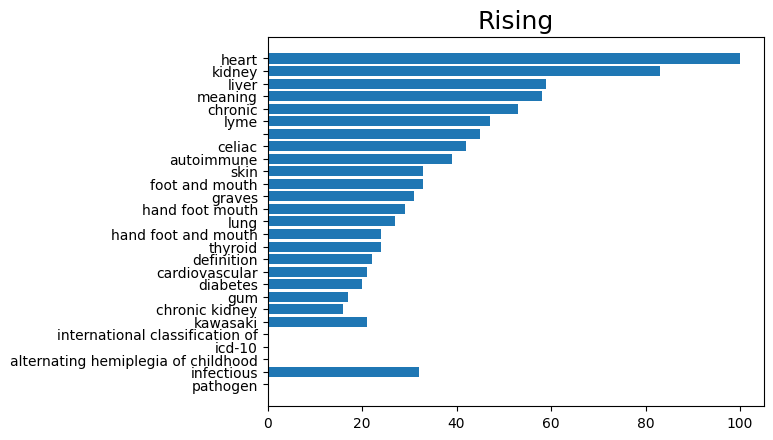 Rising
heart
kidney
liver
meaning
chronic
lyme
celiac
autoimmune
skin
foot and mouth
graves
hand foot mouth
lung
hand foot and mouth
thyroid
definition
cardiovascular
diabetes
gum
chronic kidney
kawasaki
international classification of
icd-10
alternating hemiplegia of childhood
infectious
pathogen
0 20 40 60 80 100